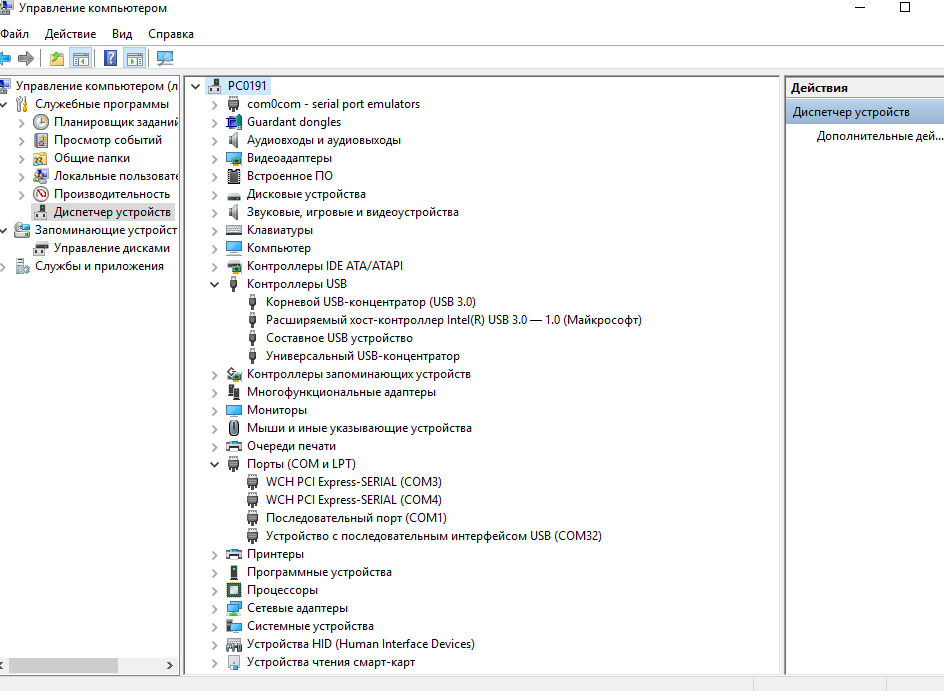 Управление компьютером
Файл Действие Вид Справка
Управление компьютером (л
Служебные программы
Планировщик заданий
Просмотр событий
Общие папки
Локальные пользовате
Производительность
Диспетчер устройств
Запоминающие устройст
Управление дисками
Службы и приложения
PC0191
com0com - serial port emulators
Guardant dongles
Аудиовходы и аудиовыходы
Видеоадаптеры
Встроенное ПО
Дисковые устройства
Звуковые, игровые и видеоустройства
Клавиатуры
Компьютер
Контроллеры IDE ATA/ATAPI
Контроллеры USB
Корневой USB-концентратор (USB 3.0)
Расширяемый хост-контроллер Intel(R) USB 3.0 — 1.0 (Майкрософт)
Составное USB устройство
Универсальный USB-концентратор
Контроллеры запоминающих устройств
Многофункциональные адаптеры
Мониторы
Мыши и иные указывающие устройства
Очереди печати
Порты (COM и LPT)
WCH PCI Express-SERIAL (COM3)
WCH PCI Express-SERIAL (COM4)
Последовательный порт (COM1)
Устройство с последовательным интерфейсом USB (COM32)
Принтеры
Программные устройства
Процессоры
Сетевые адаптеры
Системные устройства
Устройства HID (Human Interface Devices)
Устройства чтения смарт-карт
Действия
Диспетчер устройств
Дополнительные дей...